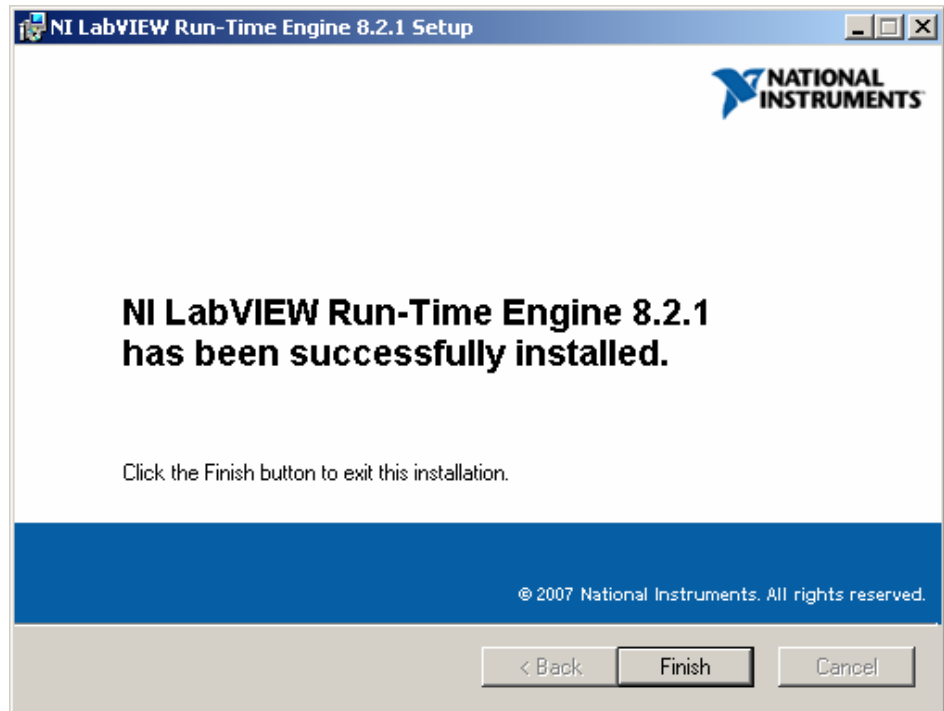 NI LabVIEW Run-Time Engine 8.2.1 Setup
NATIONAL
INSTRUMENTS
NI LabVIEW Run-Time Engine 8.2.1
has been successfully installed.
Click the Finish button to exit this installation.
© 2007 National Instruments. All rights reserved.
< Back Finish Cancel